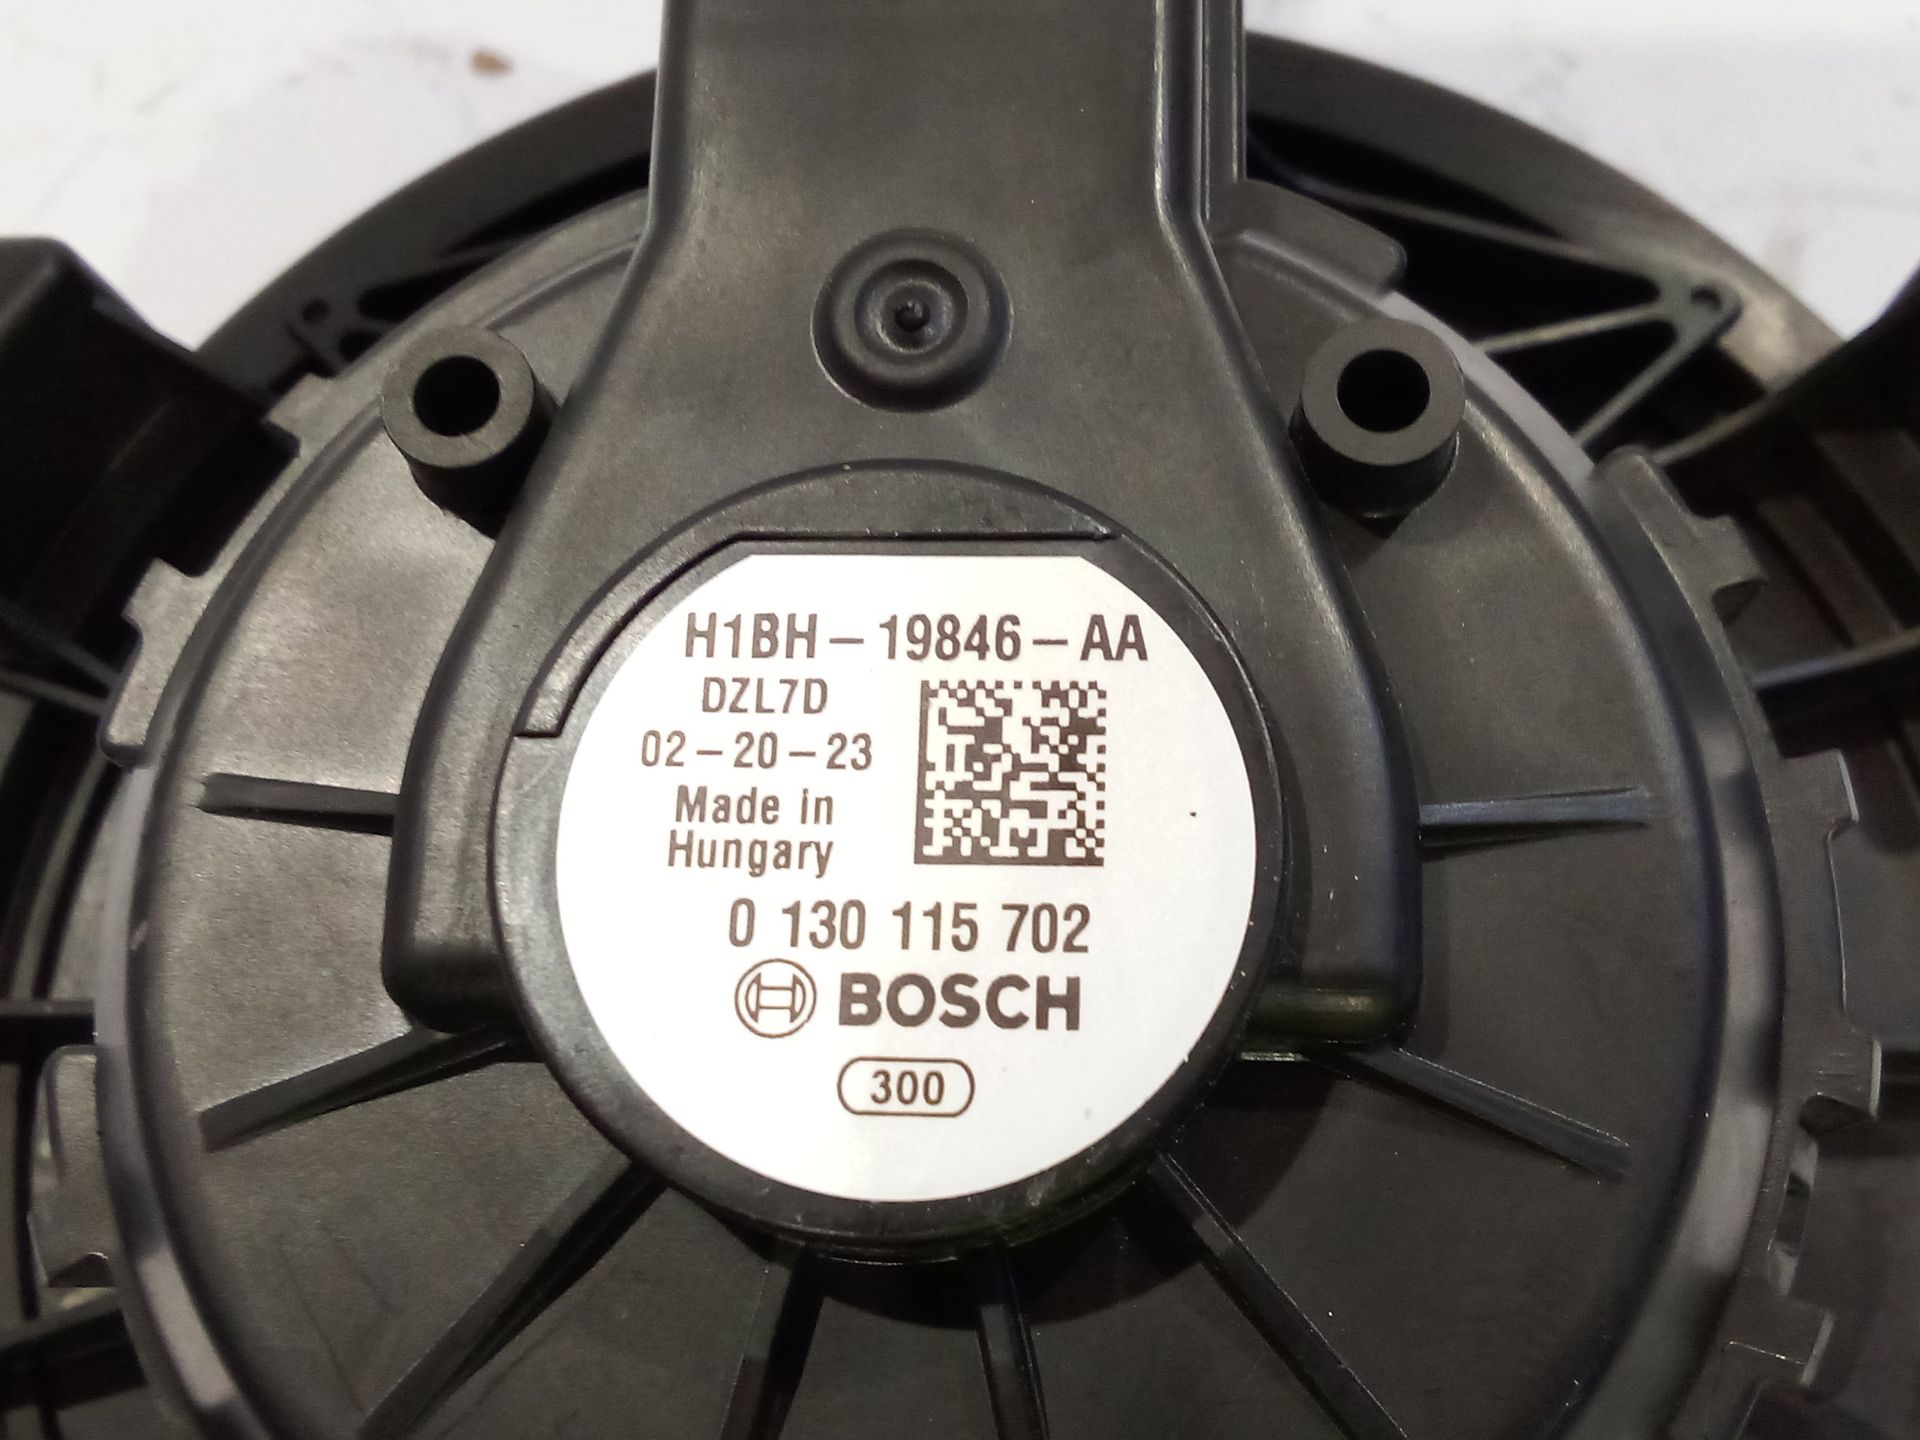 H1BH-19846-AA
DZL7D
02-20-23
Made in
Hungary
0 130 115 702
BOSCH
300